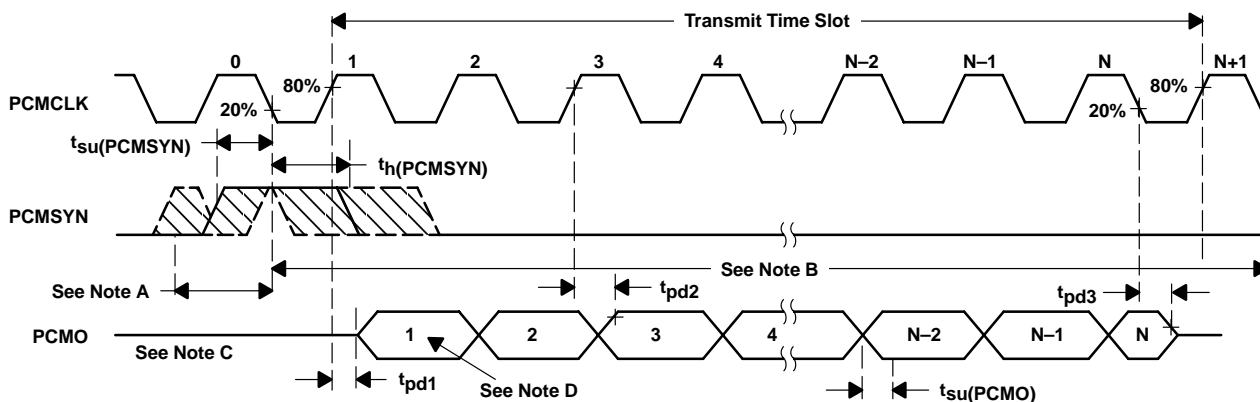 Transmit Time Slot
0 1 2 3 4 N–2 N–1 N N+1
PCMCLK
80%
80%
20%
20%
tsu(PCMSYN)
th(PCMSYN)
PCMSYN
See Note A
See Note B
tpd2
tpd3
PCMO
1 2 3 4 N–2 N–1 N
See Note C
tpd1
See Note D
tsu(PCMO)